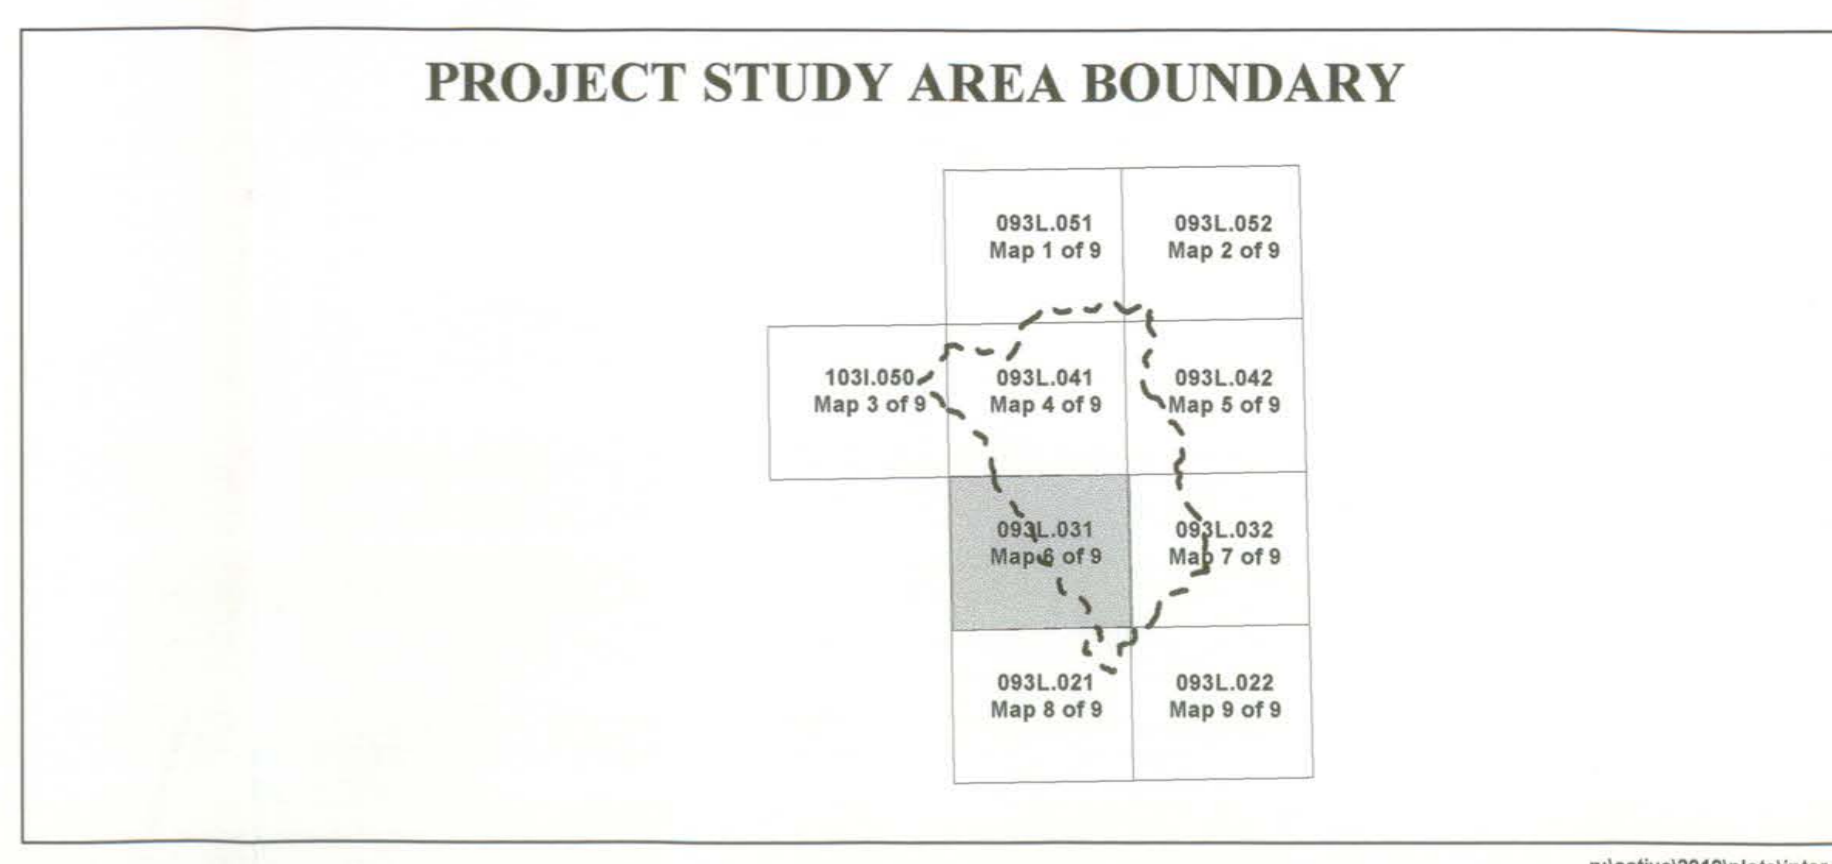 PROJECT STUDY AREA BOUNDARY
093L.051
Map 1 of 9
093L.052
Map 2 of 9
103I.050
Map 3 of 9
093L.041
Map 4 of 9
093L.042
Map 5 of 9
093L.031
Map 6 of 9
093L.032
Map 7 of 9
093L.021
Map 8 of 9
093L.022
Map 9 of 9